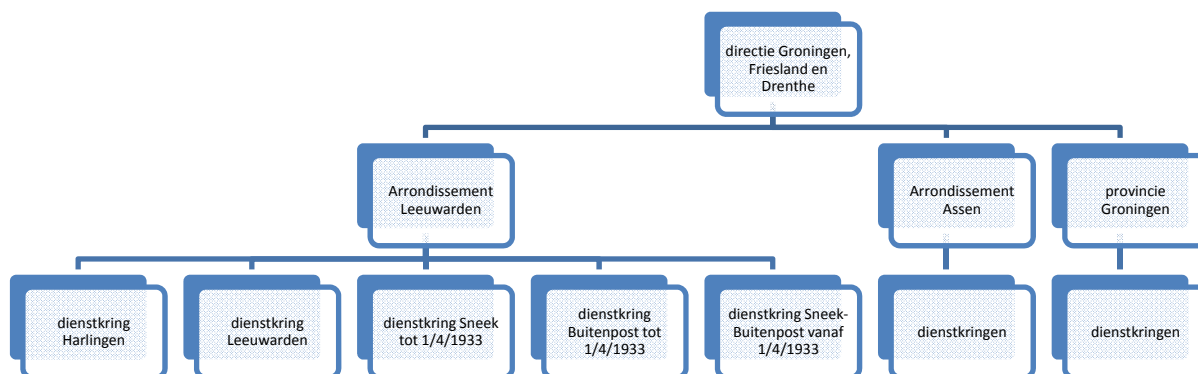 directie Groningen,
Friesland en
Drenthe
Arrondissement
Leeuwarden
Arrondissement
Assen
provincie
Groningen
dienstkring
Harlingen
dienstkring
Leeuwarden
dienstkring Sneek
tot 1/4/1933
dienstkring
Buitenpost tot
1/4/1933
dienstkring Sneek-
Buitenpost vanaf
1/4/1933
dienstkringen
dienstkringen